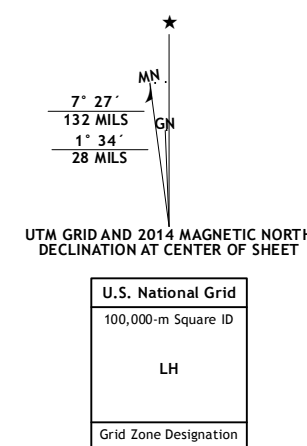 ★
MN
7° 27´
132 MILS
GN
1° 34´
28 MILS
UTM GRID AND 2014 MAGNETIC NORTH
DECLINATION AT CENTER OF SHEET
U.S. National Grid
100,000-m Square ID
LH
Grid Zone Designation